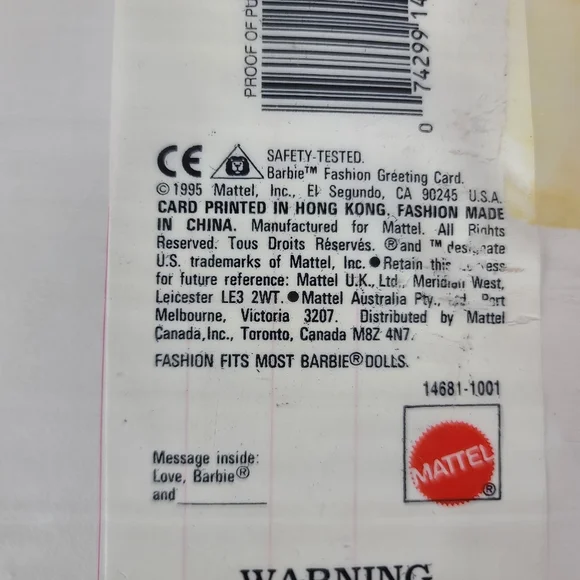 PROOF OF PU
0 74299 14
CE
SAFETY-TESTED.
Barbie™ Fashion Greeting Card.
© 1995 Mattel, Inc., El Segundo, CA 90245 U.S.A.
CARD PRINTED IN HONG KONG, FASHION MADE
IN CHINA. Manufactured for Mattel. All Rights
Reserved. Tous Droits Réservés. ® and ™ designate
U.S. trademarks of Mattel, Inc. ● Retain this
for future reference: Mattel U.K., Ltd., Meridian West,
Leicester LE3 2WT. ● Mattel Australia Pty., Port
Melbourne, Victoria 3207. Distributed by Mattel
Canada, Inc., Toronto, Canada M8Z 4N7.
FASHION FITS MOST BARBIE® DOLLS.
14681-1001
MATTEL
®
Message inside:
Love, Barbie®
and
WARNING